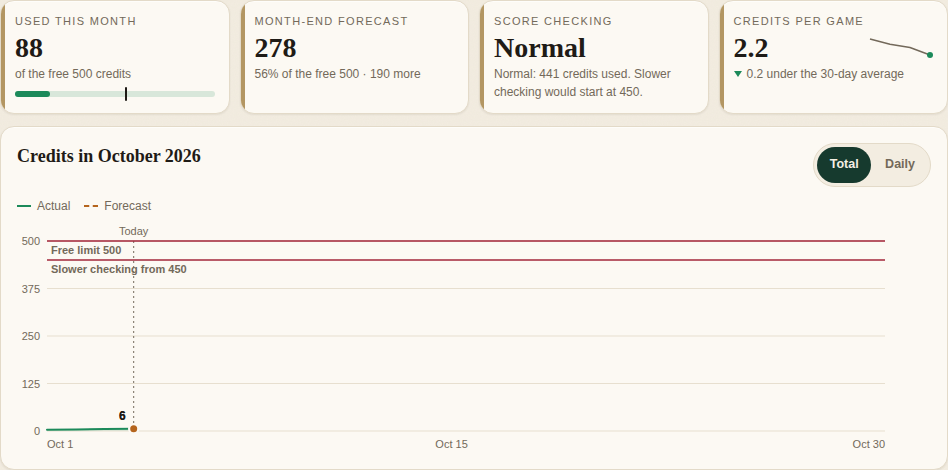 USED THIS MONTH
88
of the free 500 credits
MONTH-END FORECAST
278
56% of the free 500 · 190 more
SCORE CHECKING
Normal
Normal: 441 credits used. Slower
checking would start at 450.
CREDITS PER GAME
2.2
0.2 under the 30-day average
Credits in October 2026
Total
Daily
Actual
Forecast
Today
500
Free limit 500
Slower checking from 450
375
250
125
6
0
Oct 1
Oct 15
Oct 30